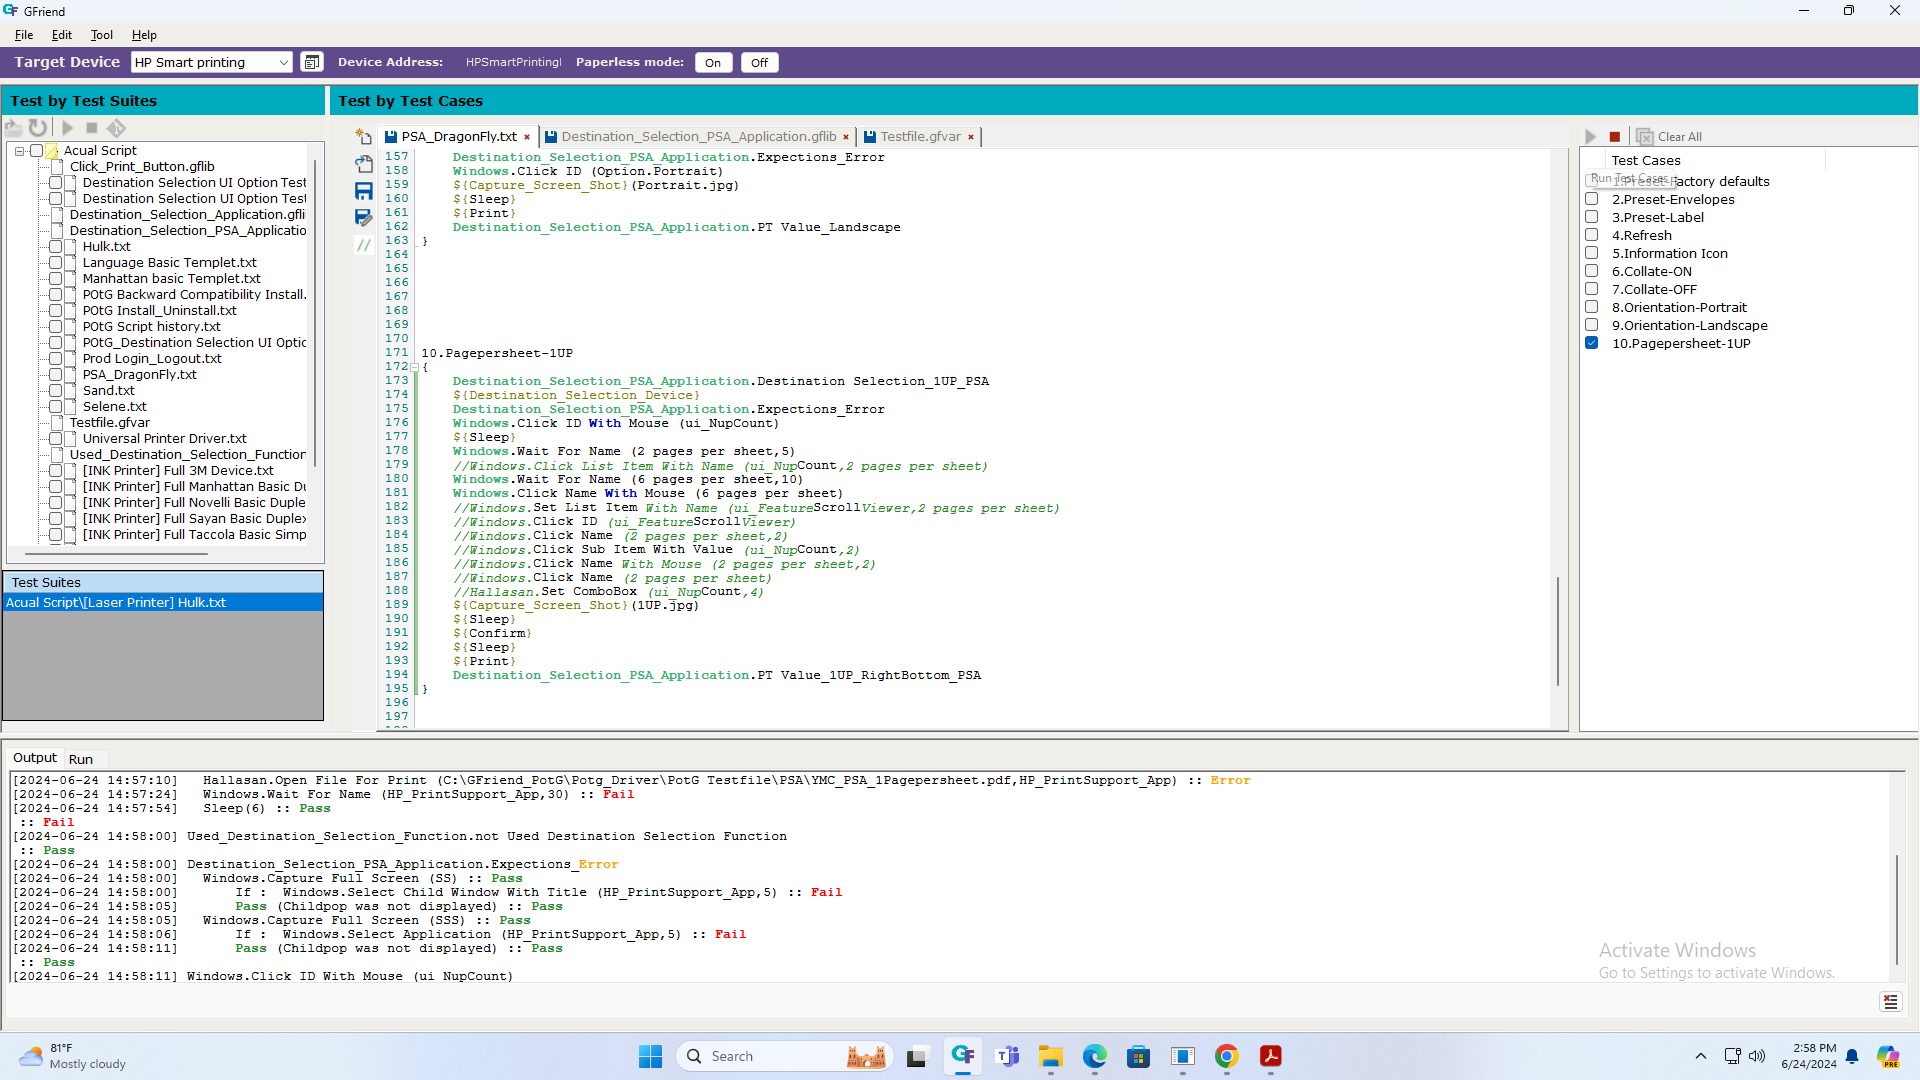 GFriend
File Edit Tool Help
Target Device HP Smart printing Device Address: HPSmartPrintingI Paperless mode: On Off
Test by Test Suites
Acual Script
Click_Print_Button.gflib
Destination Selection UI Option Test
Destination Selection UI Option Test
Destination_Selection_Application.gfli
Destination_Selection_PSA_Applicatio
Hulk.txt
Language Basic Templet.txt
Manhattan basic Templet.txt
POtG Backward Compatibility Install.
POtG Install_Uninstall.txt
POtG Script history.txt
POtG_Destination Selection UI Optio
Prod Login_Logout.txt
PSA_DragonFly.txt
Sand.txt
Selene.txt
Testfile.gfvar
Universal Printer Driver.txt
Used_Destination_Selection_Function
[INK Printer] Full 3M Device.txt
[INK Printer] Full Manhattan Basic Du
[INK Printer] Full Novelli Basic Duple
[INK Printer] Full Sayan Basic Duplex
[INK Printer] Full Taccola Basic Simp
Test Suites
Acual Script\[Laser Printer] Hulk.txt
Test by Test Cases
PSA_DragonFly.txt × Destination_Selection_PSA_Application.gflib × Testfile.gfvar ×
157 Destination_Selection_PSA_Application.Expections_Error
158 Windows.Click ID (Option.Portrait)
159 ${Capture_Screen_Shot}(Portrait.jpg)
160 ${Sleep}
161 ${Print}
162 Destination_Selection_PSA_Application.PT Value_Landscape
163 }
164
165
166
167
168
169
170
171 10.Pagepersheet-1UP
172 {
173 Destination_Selection_PSA_Application.Destination Selection_1UP_PSA
174 ${Destination_Selection_Device}
175 Destination_Selection_PSA_Application.Expections_Error
176 Windows.Click ID With Mouse (ui_NupCount)
177 ${Sleep}
178 Windows.Wait For Name (2 pages per sheet,5)
179 //Windows.Click List Item With Name (ui_NupCount,2 pages per sheet)
180 Windows.Wait For Name (6 pages per sheet,10)
181 Windows.Click Name With Mouse (6 pages per sheet)
182 //Windows.Set List Item With Name (ui_FeatureScrollViewer,2 pages per sheet)
183 //Windows.Click ID (ui_FeatureScrollViewer)
184 //Windows.Click Name (2 pages per sheet,2)
185 //Windows.Click Sub Item With Value (ui_NupCount,2)
186 //Windows.Click Name With Mouse (2 pages per sheet,2)
187 //Windows.Click Name (2 pages per sheet)
188 //Hallasan.Set ComboBox (ui_NupCount,4)
189 ${Capture_Screen_Shot}(1UP.jpg)
190 ${Sleep}
191 ${Confirm}
192 ${Sleep}
193 ${Print}
194 Destination_Selection_PSA_Application.PT Value_1UP_RightBottom_PSA
195 }
196
197
Clear All
Test Cases
Run Test Cases
1.Preset-Factory defaults
2.Preset-Envelopes
3.Preset-Label
4.Refresh
5.Information Icon
6.Collate-ON
7.Collate-OFF
8.Orientation-Portrait
9.Orientation-Landscape
10.Pagepersheet-1UP
Output Run
[2024-06-24 14:57:10] Hallasan.Open File For Print (C:\GFriend_PotG\Potg_Driver\PotG Testfile\PSA\YMC_PSA_1Pagepersheet.pdf,HP_PrintSupport_App) :: Error
[2024-06-24 14:57:24] Windows.Wait For Name (HP_PrintSupport_App,30) :: Fail
[2024-06-24 14:57:54] Sleep(6) :: Pass
:: Fail
[2024-06-24 14:58:00] Used_Destination_Selection_Function.not Used Destination Selection Function
:: Pass
[2024-06-24 14:58:00] Destination_Selection_PSA_Application.Expections_Error
[2024-06-24 14:58:00] Windows.Capture Full Screen (SS) :: Pass
[2024-06-24 14:58:00] If : Windows.Select Child Window With Title (HP_PrintSupport_App,5) :: Fail
[2024-06-24 14:58:05] Pass (Childpop was not displayed) :: Pass
[2024-06-24 14:58:05] Windows.Capture Full Screen (SSS) :: Pass
[2024-06-24 14:58:06] If : Windows.Select Application (HP_PrintSupport_App,5) :: Fail
[2024-06-24 14:58:11] Pass (Childpop was not displayed) :: Pass
:: Pass
[2024-06-24 14:58:11] Windows.Click ID With Mouse (ui NupCount)
Activate Windows
Go to Settings to activate Windows.
81°F
Mostly cloudy
Search
2:58 PM
6/24/2024